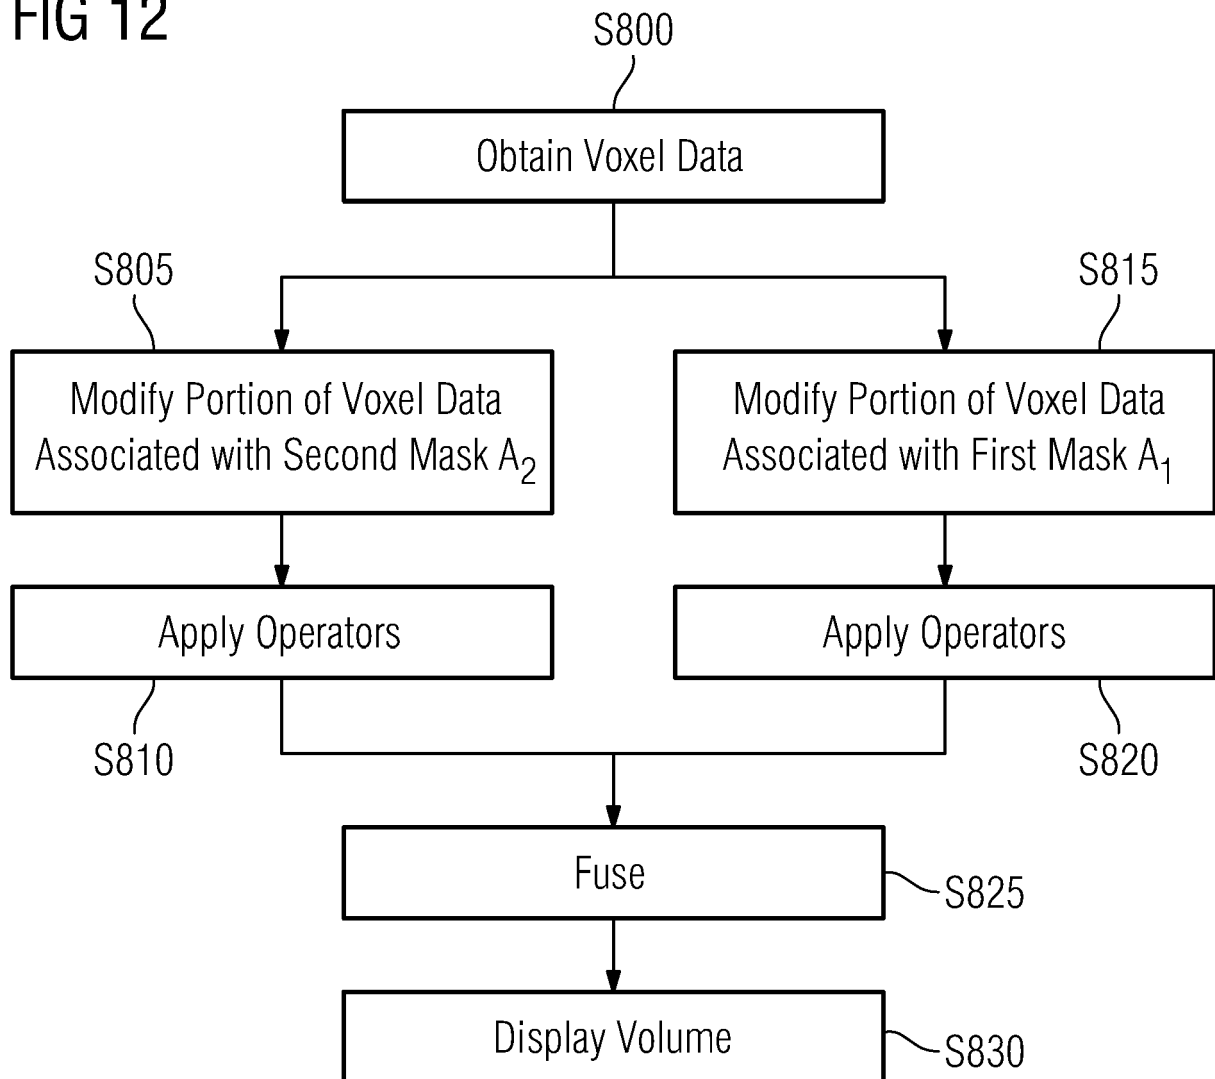 FIG 12
S800
Obtain Voxel Data
S805
S815
Modify Portion of Voxel Data
Associated with Second Mask A₂
Modify Portion of Voxel Data
Associated with First Mask A₁
Apply Operators
Apply Operators
S810
S820
Fuse
S825
Display Volume
S830